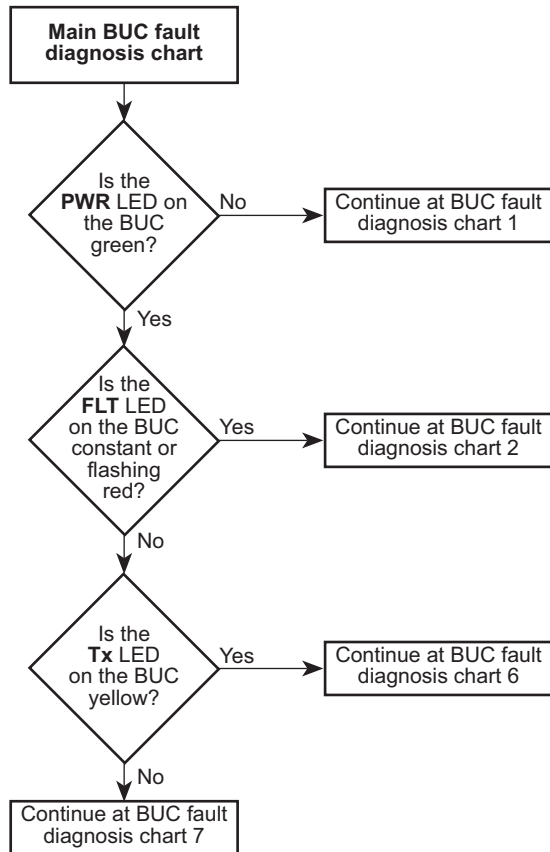 Main BUC fault
diagnosis chart
Is the
PWR LED on
the BUC
green?
No
Continue at BUC fault
diagnosis chart 1
Yes
Is the
FLT LED
on the BUC
constant or
flashing
red?
Yes
Continue at BUC fault
diagnosis chart 2
No
Is the
Tx LED
on the BUC
yellow?
Yes
Continue at BUC fault
diagnosis chart 6
No
Continue at BUC fault
diagnosis chart 7